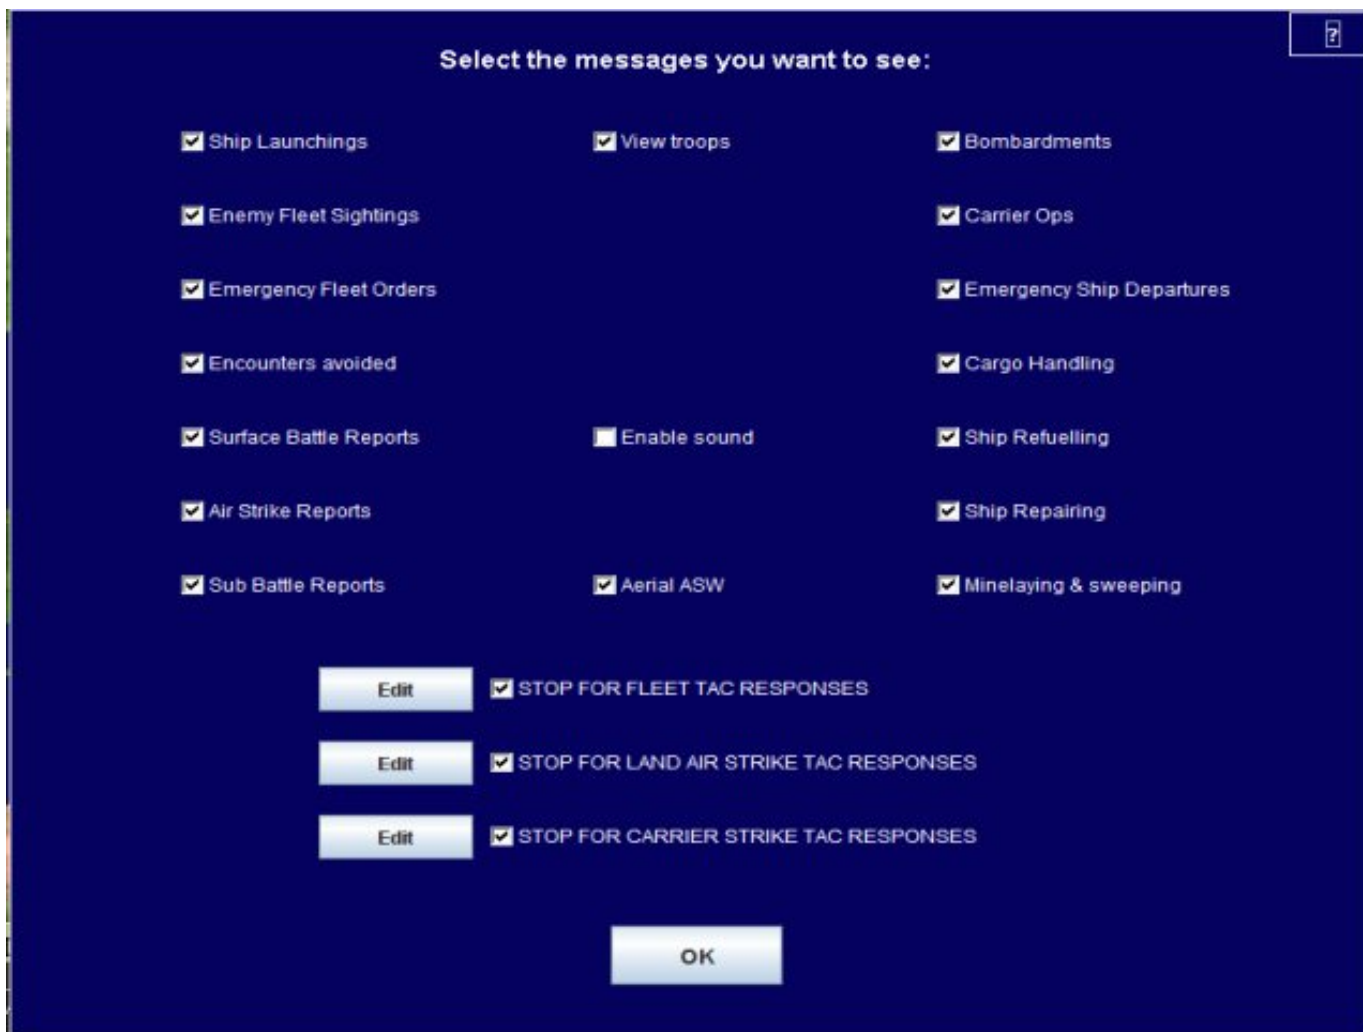 ?
Select the messages you want to see:
Ship Launchings View troops Bombardments
Enemy Fleet Sightings Carrier Ops
Emergency Fleet Orders Emergency Ship Departures
Encounters avoided Cargo Handling
Surface Battle Reports Enable sound Ship Refuelling
Air Strike Reports Ship Repairing
Sub Battle Reports Aerial ASW Minelaying & sweeping
Edit STOP FOR FLEET TAC RESPONSES
Edit STOP FOR LAND AIR STRIKE TAC RESPONSES
Edit STOP FOR CARRIER STRIKE TAC RESPONSES
OK